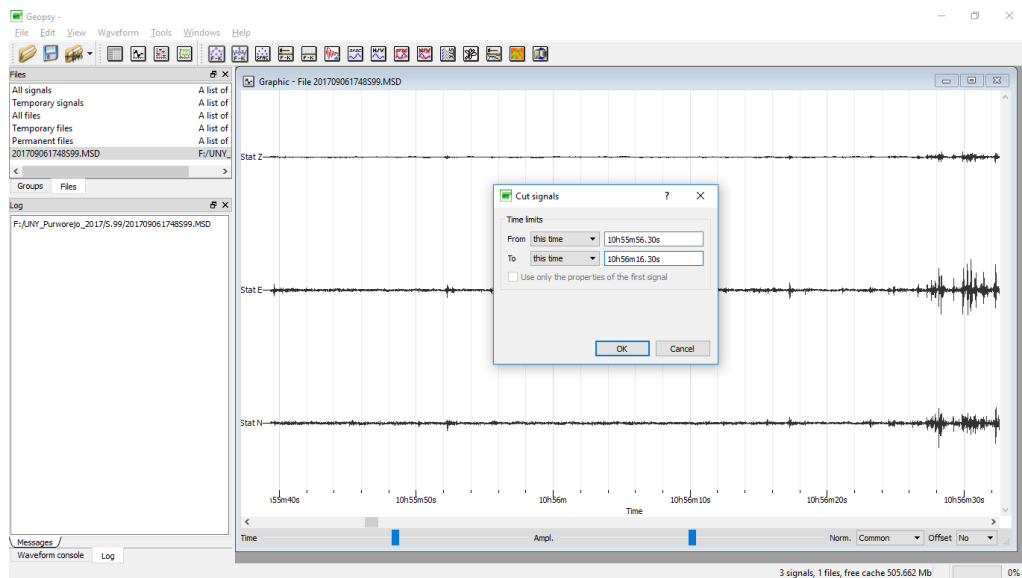 Geopsy -
File Edit View Waveform Tools Windows Help
Files
All signals A list of
Temporary signals A list of
All files A list of
Temporary files A list of
Permanent files A list of
201709061748S99.MSD F:/UNY_
Groups Files
Log
F:/UNY_Purworejo_2017/S.99/201709061748S99.MSD
Messages
Waveform console Log
Graphic - File 201709061748S99.MSD
Stat Z
Stat E
Stat N
Cut signals ?
Time limits
From this time 10h55m56.30s
To this time 10h56m16.30s
Use only the properties of the first signal
OK Cancel
55m40s 10h55m50s 10h56m 10h56m10s 10h56m20s 10h56m30s
Time
Time Ampl. Norm. Common Offset No
3 signals, 1 files, free cache 505.662 Mb 0%